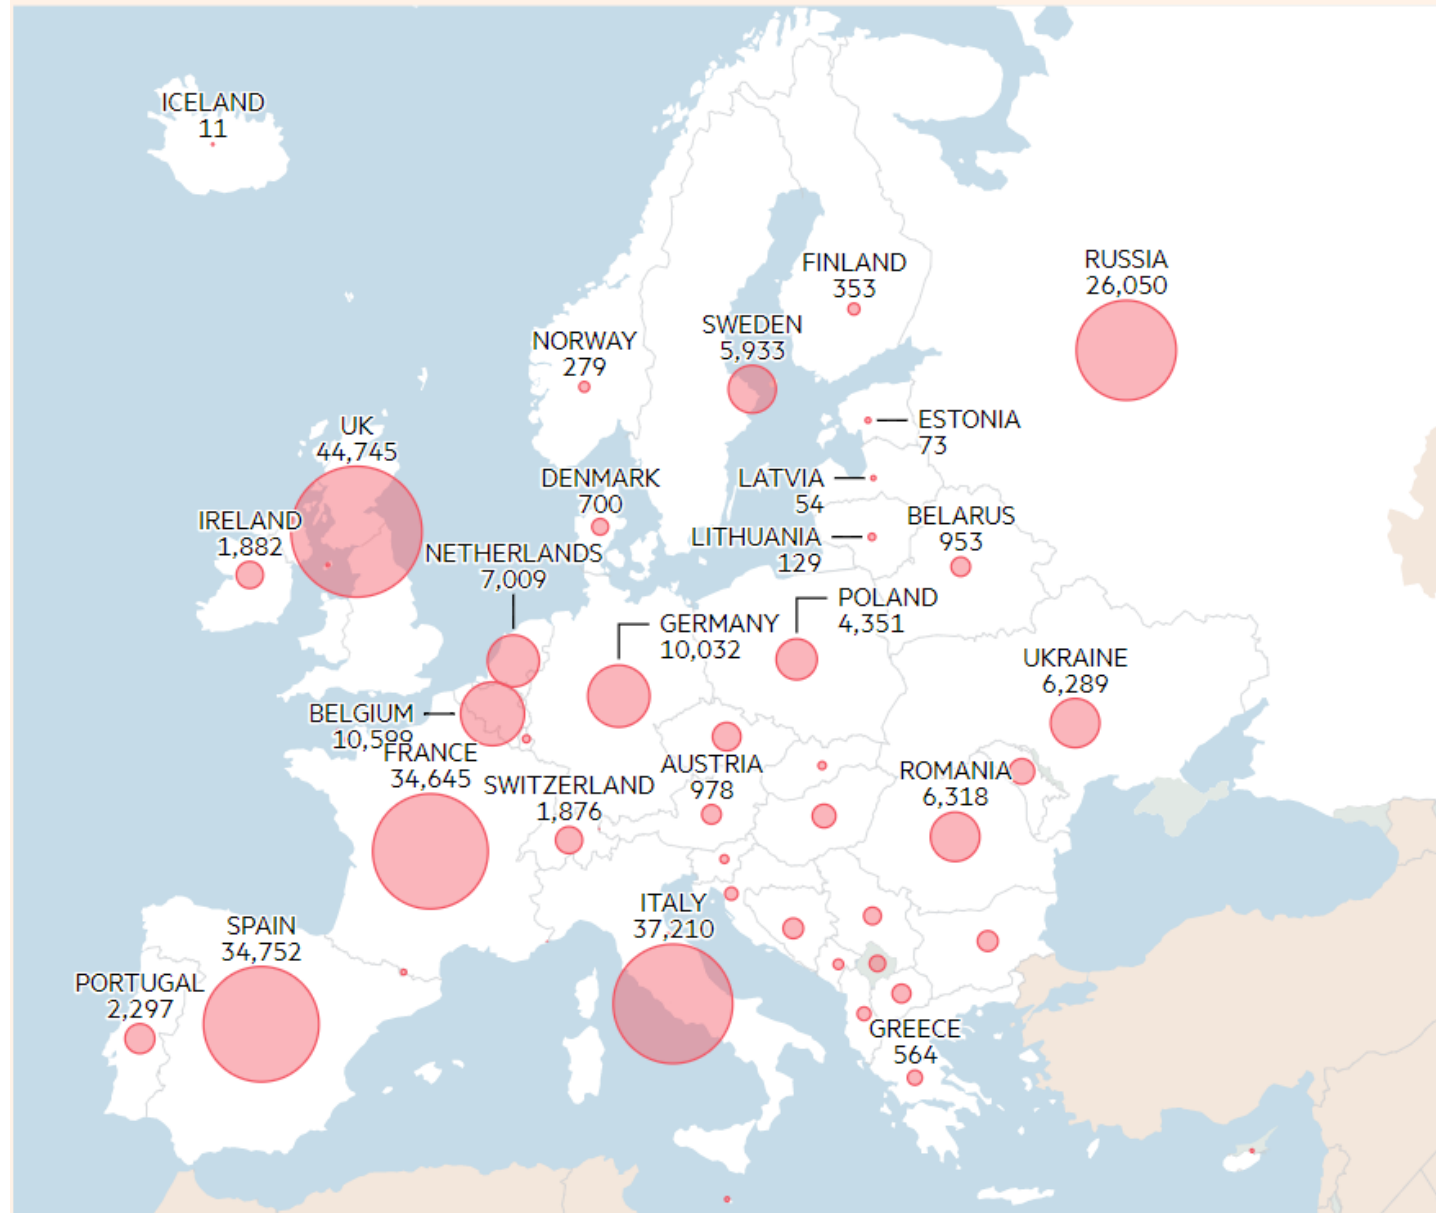 ICELAND
11
FINLAND
353
RUSSIA
26,050
SWEDEN
5,933
NORWAY
279
ESTONIA
73
UK
44,745
DENMARK
700
LATVIA
54
IRELAND
1,882
BELARUS
953
LITHUANIA
129
NETHERLANDS
7,009
POLAND
4,351
GERMANY
10,032
UKRAINE
6,289
BELGIUM
10,599
FRANCE
34,645
AUSTRIA
978
ROMANIA
6,318
SWITZERLAND
1,876
ITALY
37,210
SPAIN
34,752
PORTUGAL
2,297
GREECE
564